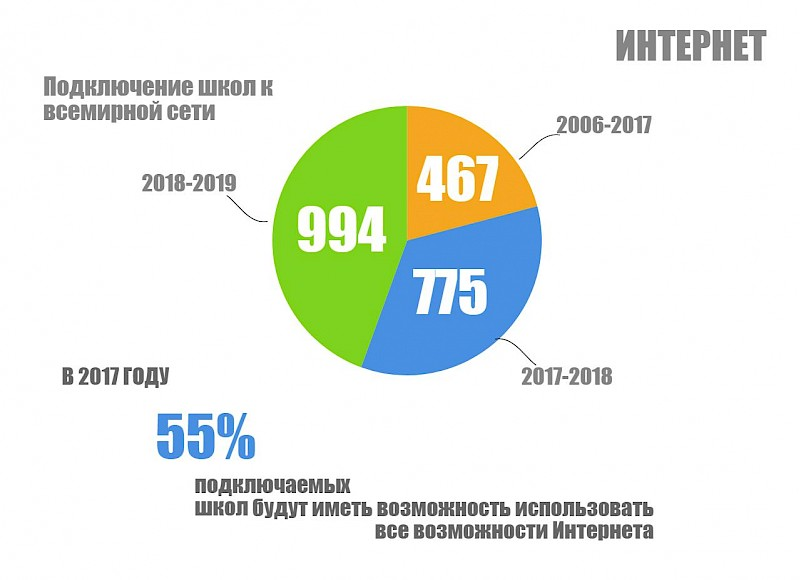 ИНТЕРНЕТ
Подключение школ к
всемирной сети
2006-2017
467
2018-2019
994
775
2017-2018
В 2017 ГОДУ
55%
подключаемых
школ будут иметь возможность использовать
все возможности Интернета